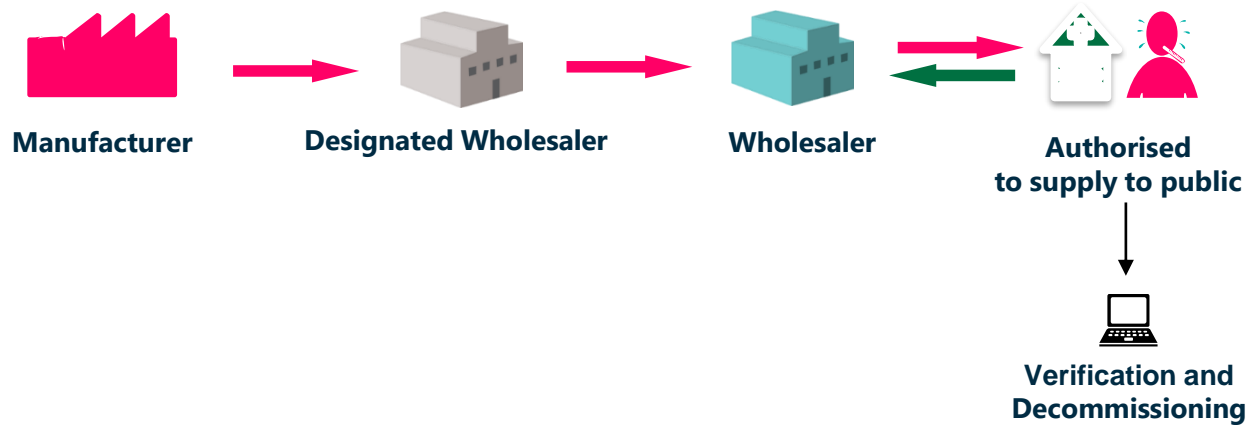 Manufacturer
Designated Wholesaler
Wholesaler
Authorised
to supply to public
Verification and
Decommissioning